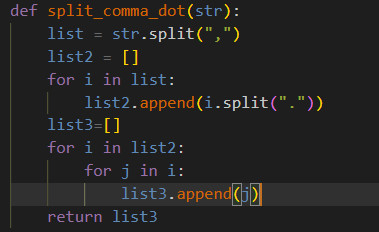 def split_comma_dot(str):
    list = str.split(",")
    list2 = []
    for i in list:
        list2.append(i.split("."))
    list3=[]
    for i in list2:
        for j in i:
            list3.append(j)
    return list3